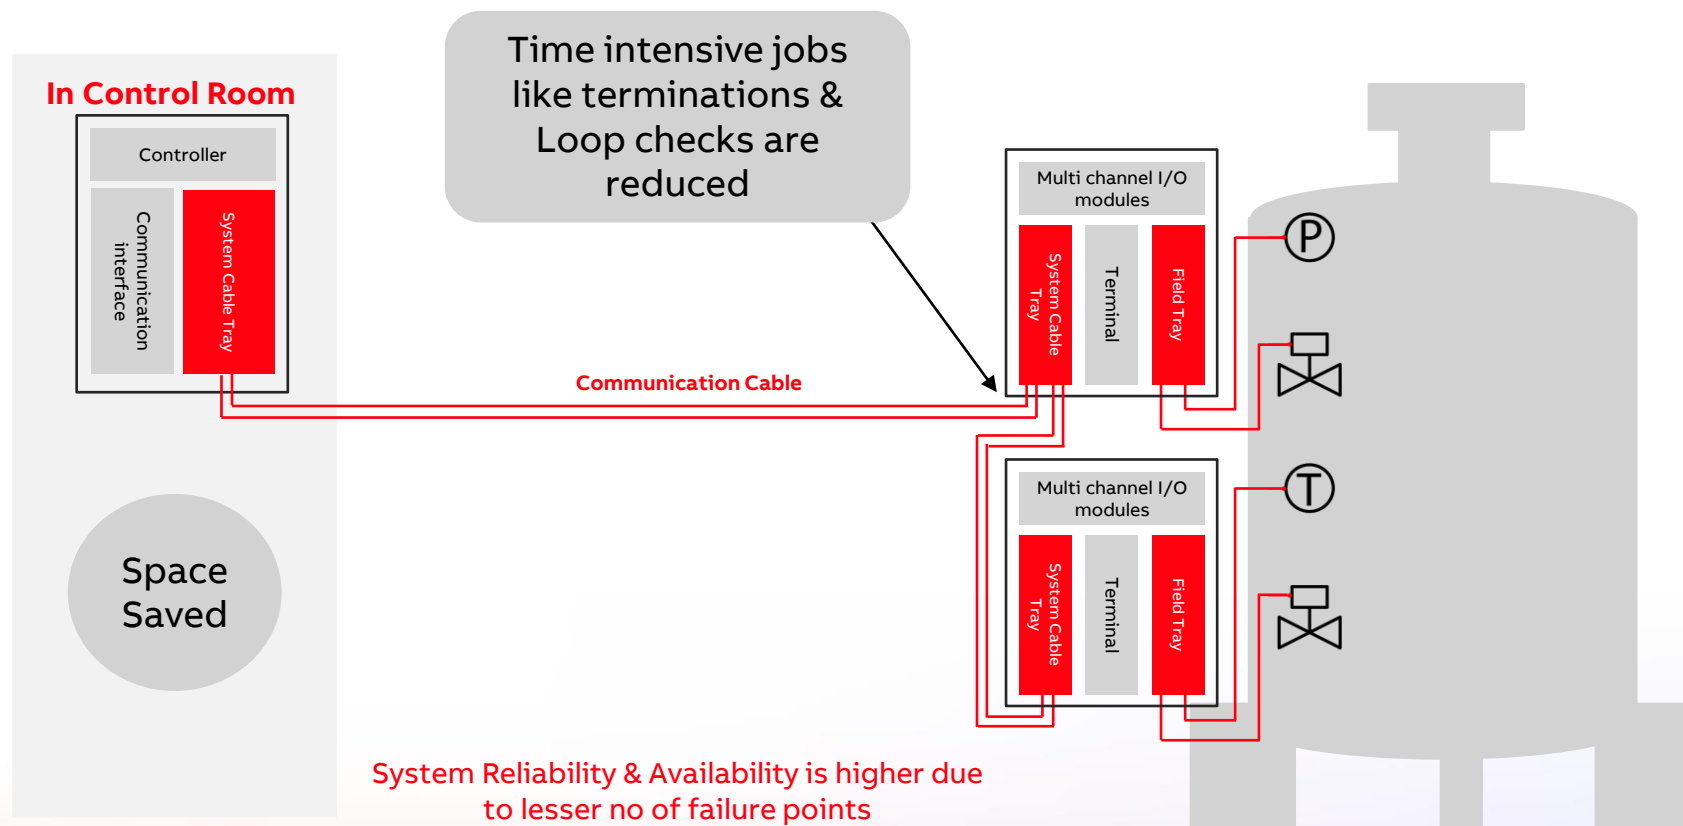 In Control Room
Controller
Communication
interface
System Cable Tray
Space
Saved
Time intensive jobs
like terminations &
Loop checks are
reduced
Communication Cable
Multi channel I/O
modules
System Cable
Tray
Terminal
Field Tray
P
Multi channel I/O
modules
System Cable
Tray
Terminal
Field Tray
T
System Reliability & Availability is higher due
to lesser no of failure points